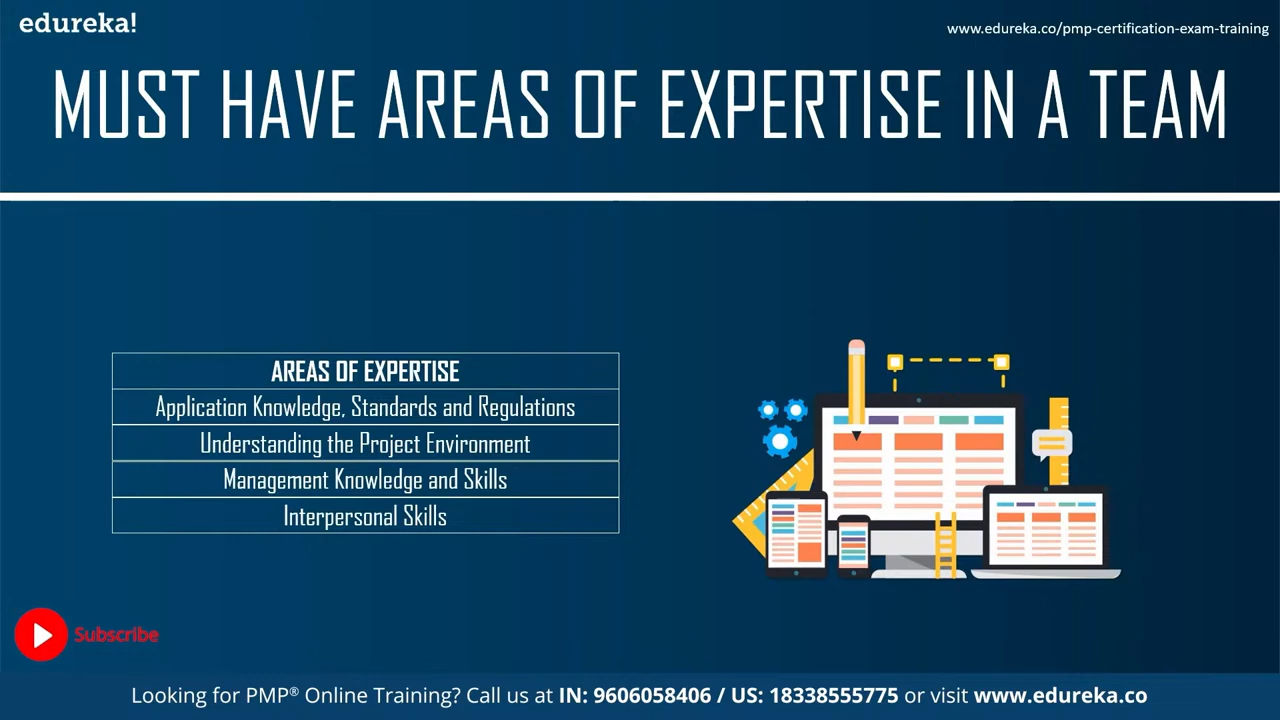 edureka!
www.edureka.co/pmp-certification-exam-training
MUST HAVE AREAS OF EXPERTISE IN A TEAM
AREAS OF EXPERTISE
Application Knowledge, Standards and Regulations
Understanding the Project Environment
Management Knowledge and Skills
Interpersonal Skills
Subscribe
Looking for PMP® Online Training? Call us at IN: 9606058406 / US: 18338555775 or visit www.edureka.co